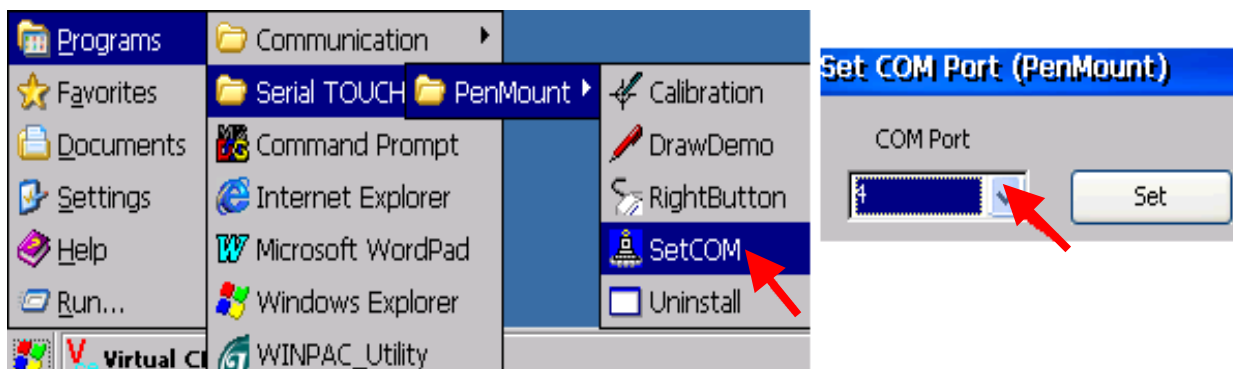 Programs
Favorites
Documents
Settings
Help
Run...
Virtual
Communication
Serial TOUCH
Command Prompt
Internet Explorer
Microsoft WordPad
Windows Explorer
WINPAC_Utility
PenMount
Calibration
DrawDemo
RightButton
SetCOM
Uninstall
Set COM Port (PenMount)
COM Port
4
Set